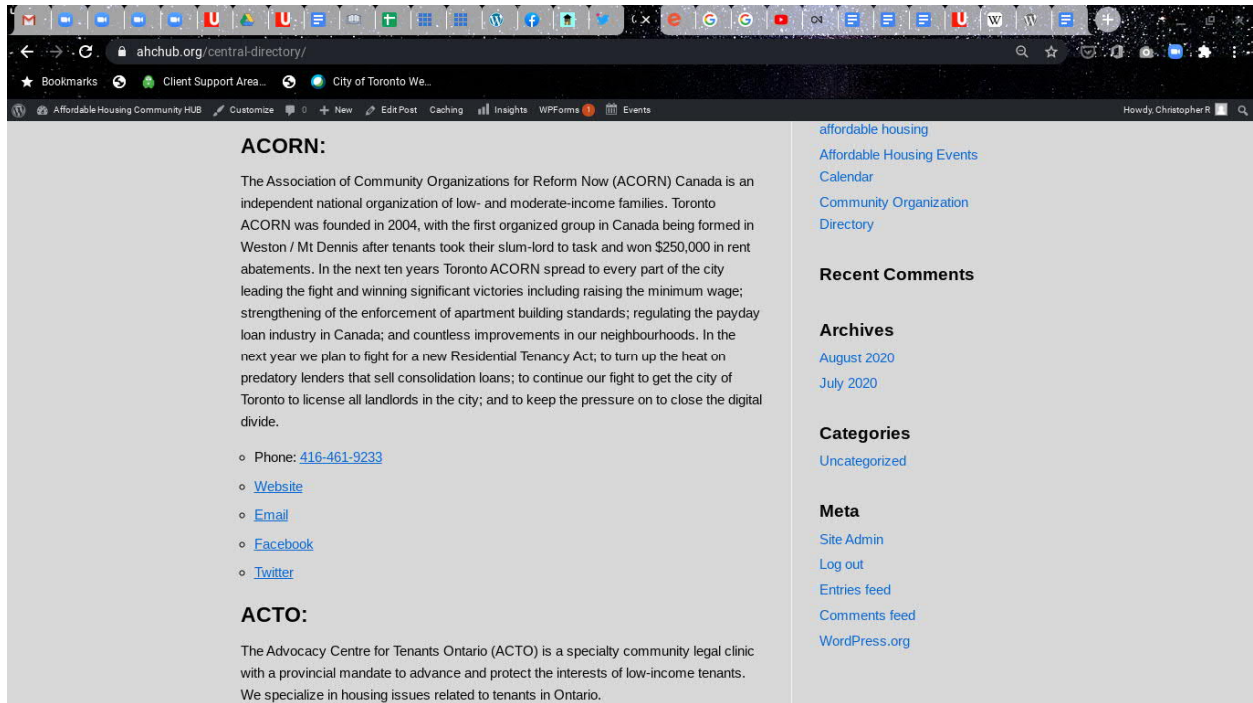 ahchub.org/central-directory/
Bookmarks Client Support Area... City of Toronto We...
Affordable Housing Community HUB Customize 0 New Edit Post Caching Insights WPForms 1 Events Howdy, Christopher R
ACORN:
The Association of Community Organizations for Reform Now (ACORN) Canada is an
independent national organization of low- and moderate-income families. Toronto
ACORN was founded in 2004, with the first organized group in Canada being formed in
Weston / Mt Dennis after tenants took their slum-lord to task and won $250,000 in rent
abatements. In the next ten years Toronto ACORN spread to every part of the city
leading the fight and winning significant victories including raising the minimum wage;
strengthening of the enforcement of apartment building standards; regulating the payday
loan industry in Canada; and countless improvements in our neighbourhoods. In the
next year we plan to fight for a new Residential Tenancy Act; to turn up the heat on
predatory lenders that sell consolidation loans; to continue our fight to get the city of
Toronto to license all landlords in the city; and to keep the pressure on to close the digital
divide.
Phone: 416-461-9233
Website
Email
Facebook
Twitter
ACTO:
The Advocacy Centre for Tenants Ontario (ACTO) is a specialty community legal clinic
with a provincial mandate to advance and protect the interests of low-income tenants.
We specialize in housing issues related to tenants in Ontario.
affordable housing
Affordable Housing Events
Calendar
Community Organization
Directory
Recent Comments
Archives
August 2020
July 2020
Categories
Uncategorized
Meta
Site Admin
Log out
Entries feed
Comments feed
WordPress.org